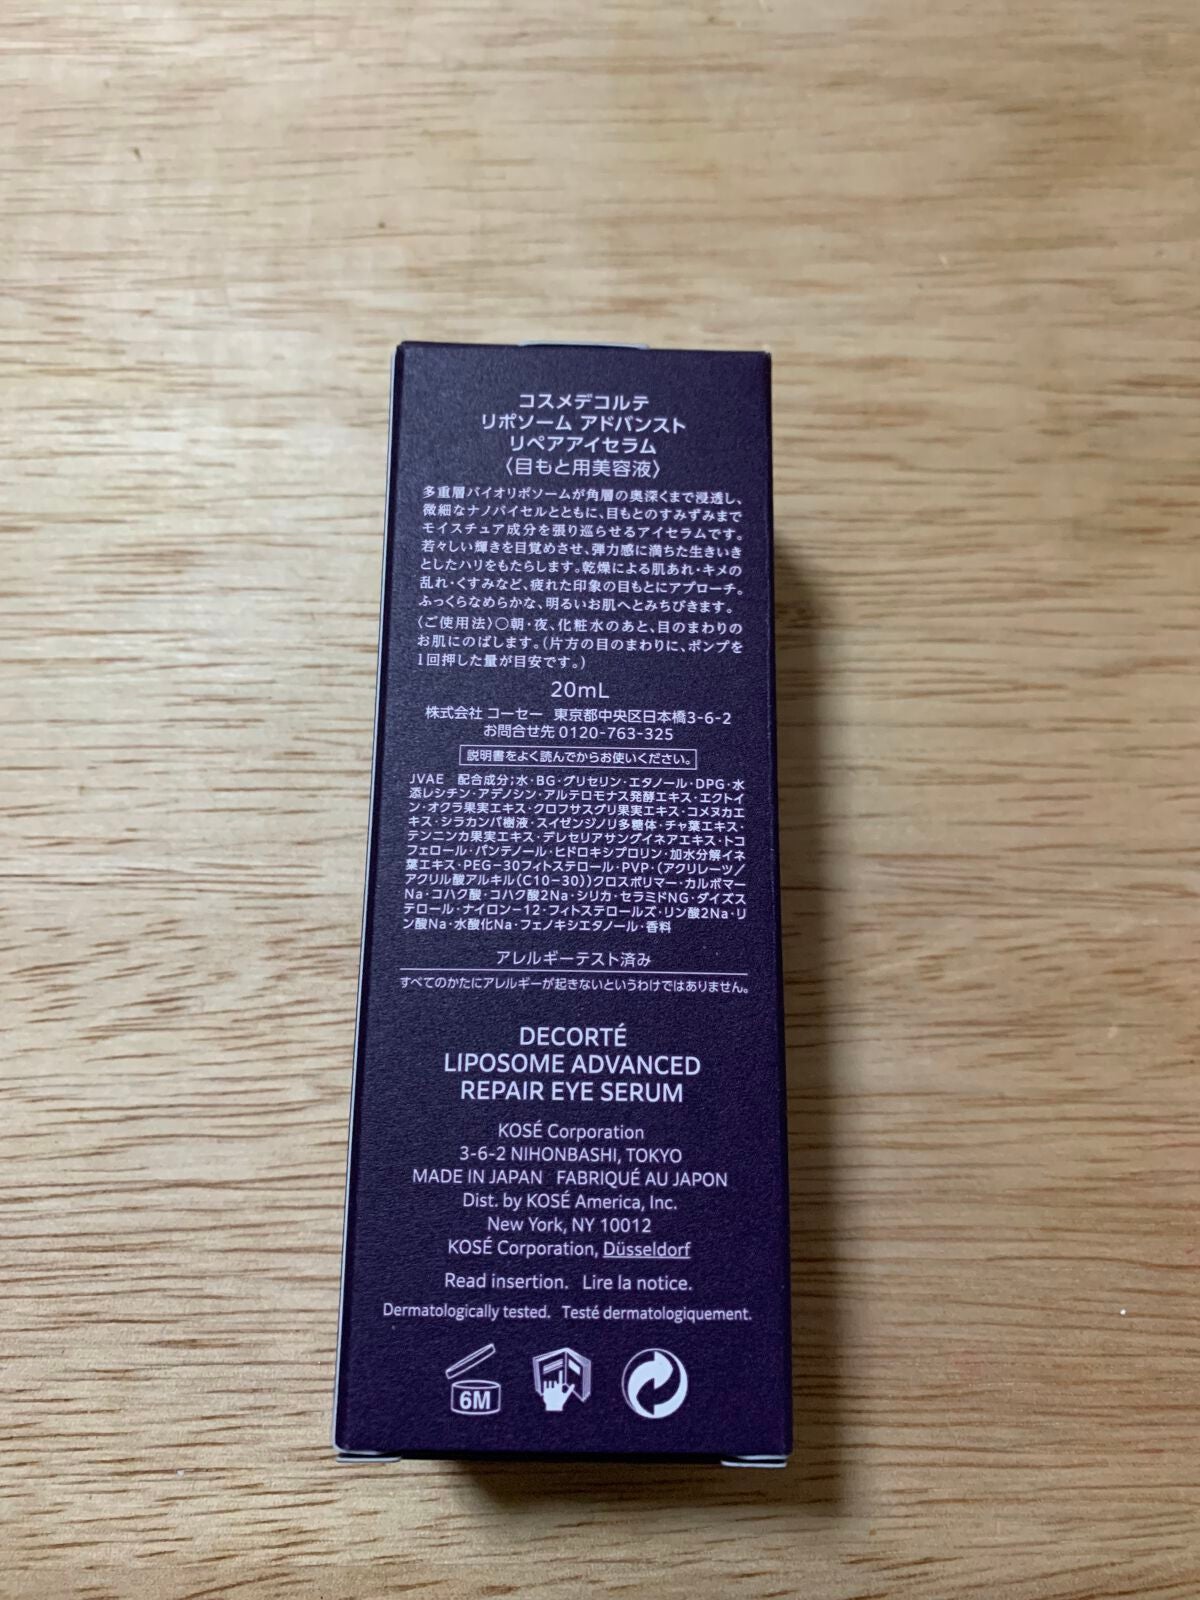 コスメデコルテ
リポソーム アドバンスト
リペアアイセラム
〈目もと用美容液〉
多重層バイオリポソームが角層の奥深くまで浸透し、
微細なナノバイセルとともに、目もとのすみずみまで
モイスチュア成分を張り巡らせるアイセラムです。
若々しい輝きを目覚めさせ、弾力感に満ちた生きいき
としたハリをもたらします。乾燥による肌あれ・キメの
乱れ・くすみなど、疲れた印象の目もとにアプローチ。
ふっくらなめらかな、明るいお肌へとみちびきます。
〈ご使用法〉○朝・夜、化粧水のあと、目のまわりの
お肌にのばします。（片方の目のまわりに、ポンプを
1回押した量が目安です。）
20mL
株式会社 コーセー 東京都中央区日本橋3-6-2
お問合せ先 0120-763-325
説明書をよく読んでからお使いください。
JVAE 配合成分；水・BG・グリセリン・エタノール・DPG・水
添レシチン・アデノシン・アルテロモナス発酵エキス・エクトイ
ン・オクラ果実エキス・クロフサスグリ果実エキス・コメヌカエ
キス・シラカンバ樹液・スイゼンジノリ多糖体・チャ葉エキス・
テンニンカ果実エキス・デレセリアサングイネアエキス・トコ
フェロール・パンテノール・ヒドロキシプロリン・加水分解イネ
葉エキス・PEG-30フィトステロール・PVP・（アクリレーツ／
アクリル酸アルキル（C10-30））クロスポリマー・カルボマー
Na・コハク酸・コハク酸2Na・シリカ・セラミドNG・ダイズス
テロール・ナイロン-12・フィトステロールズ・リン酸2Na・リ
ン酸Na・水酸化Na・フェノキシエタノール・香料
アレルギーテスト済み
すべてのかたにアレルギーが起きないというわけではありません。
DECORTÉ
LIPOSOME ADVANCED
REPAIR EYE SERUM
KOSÉ Corporation
3-6-2 NIHONBASHI, TOKYO
MADE IN JAPAN FABRIQUÉ AU JAPON
Dist. by KOSÉ America, Inc.
New York, NY 10012
KOSÉ Corporation, Düsseldorf
Read insertion. Lire la notice.
Dermatologically tested. Testé dermatologiquement.
6M